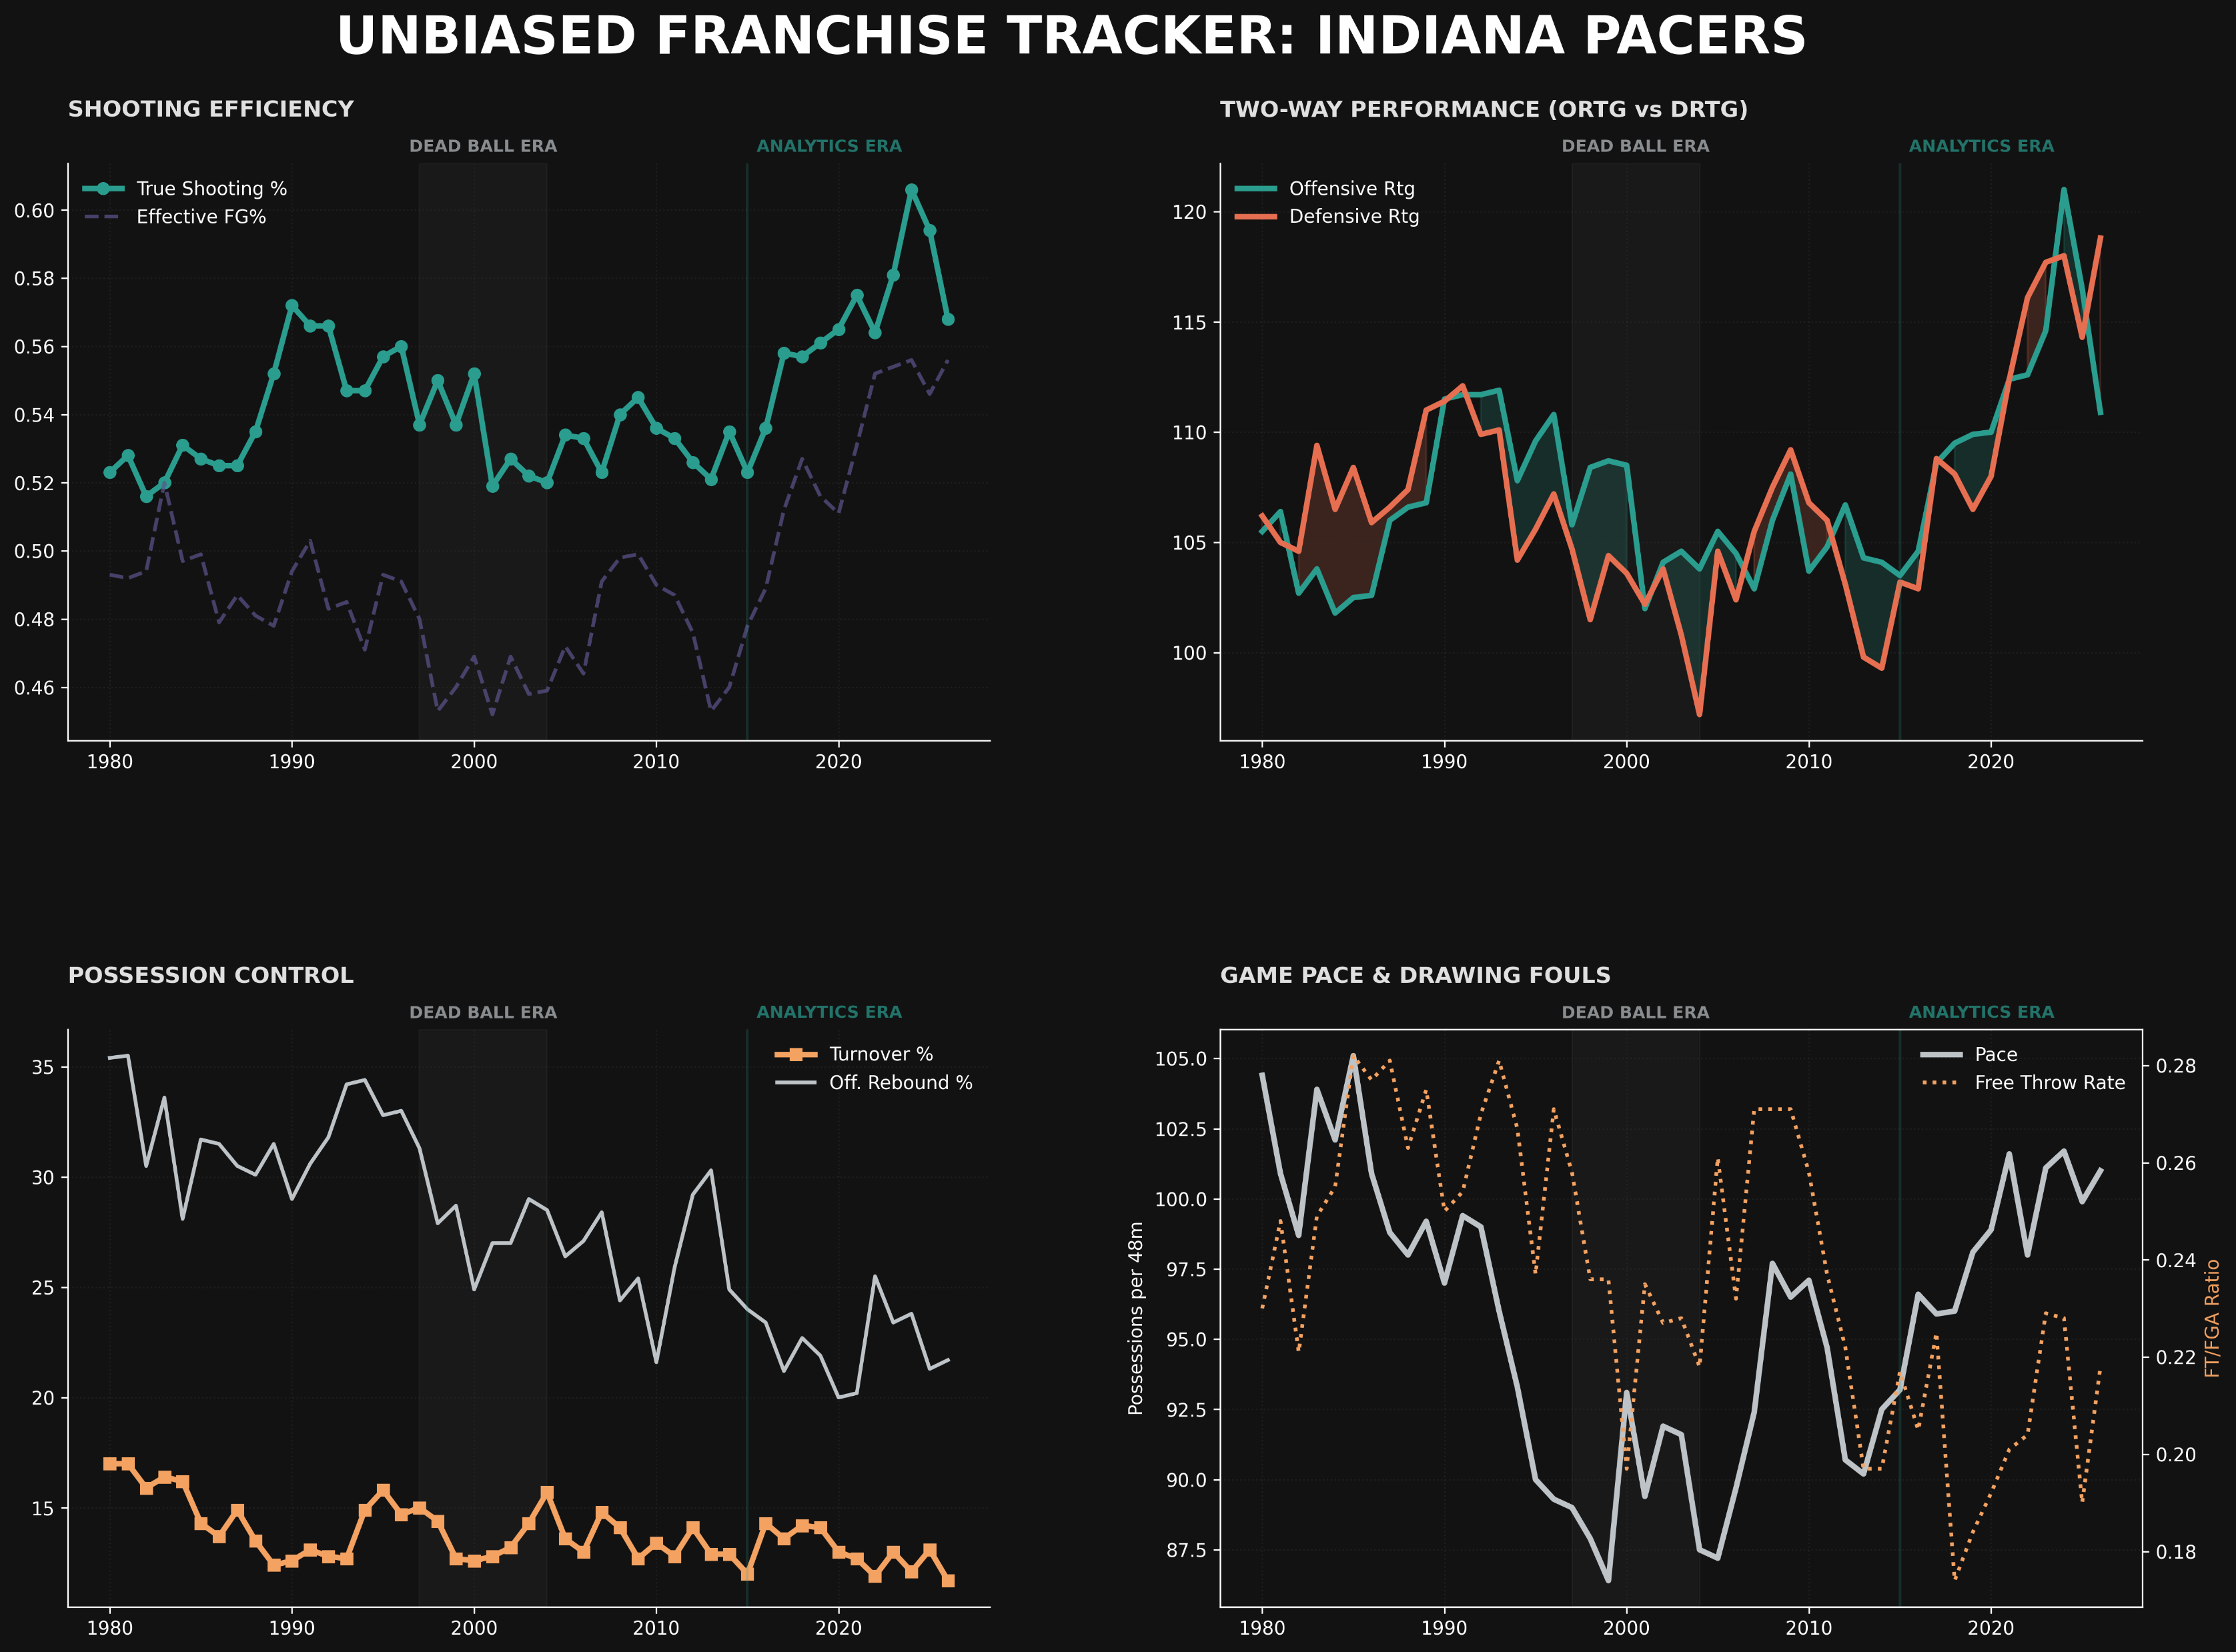 UNBIASED FRANCHISE TRACKER: INDIANA PACERS
SHOOTING EFFICIENCY
DEAD BALL ERA
ANALYTICS ERA
True Shooting %
Effective FG%
0.60
0.58
0.56
0.54
0.52
0.50
0.48
0.46
1980
1990
2000
2010
2020
TWO-WAY PERFORMANCE (ORTG vs DRTG)
DEAD BALL ERA
ANALYTICS ERA
Offensive Rtg
Defensive Rtg
120
115
110
105
100
1980
1990
2000
2010
2020
POSSESSION CONTROL
DEAD BALL ERA
ANALYTICS ERA
Turnover %
Off. Rebound %
35
30
25
20
15
1980
1990
2000
2010
2020
GAME PACE & DRAWING FOULS
DEAD BALL ERA
ANALYTICS ERA
Pace
Free Throw Rate
Possessions per 48m
105.0
102.5
100.0
97.5
95.0
92.5
90.0
87.5
0.28
0.26
0.24
0.22
0.20
0.18
FT/FGA Ratio
1980
1990
2000
2010
2020